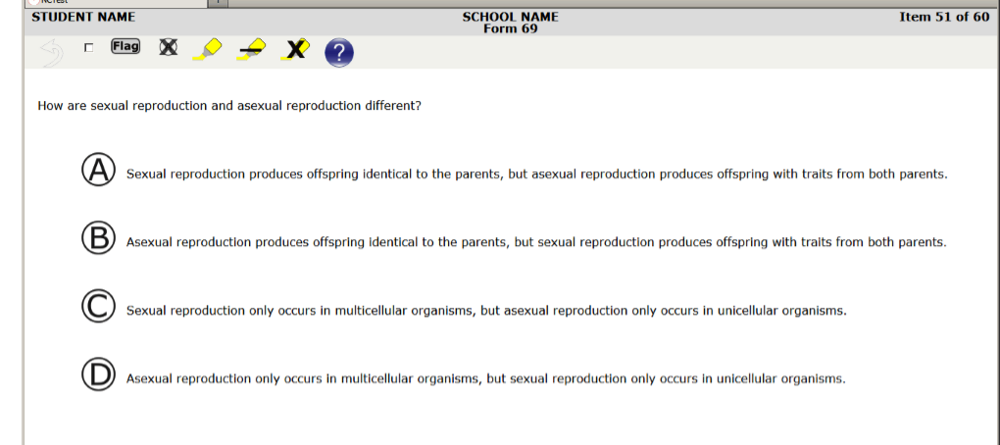 STUDENT NAME SCHOOL NAME Item 51 of 60
Form 69
Flag
?
How are sexual reproduction and asexual reproduction different?
A Sexual reproduction produces offspring identical to the parents, but asexual reproduction produces offspring with traits from both parents.
B Asexual reproduction produces offspring identical to the parents, but sexual reproduction produces offspring with traits from both parents.
C Sexual reproduction only occurs in multicellular organisms, but asexual reproduction only occurs in unicellular organisms.
D Asexual reproduction only occurs in multicellular organisms, but sexual reproduction only occurs in unicellular organisms.